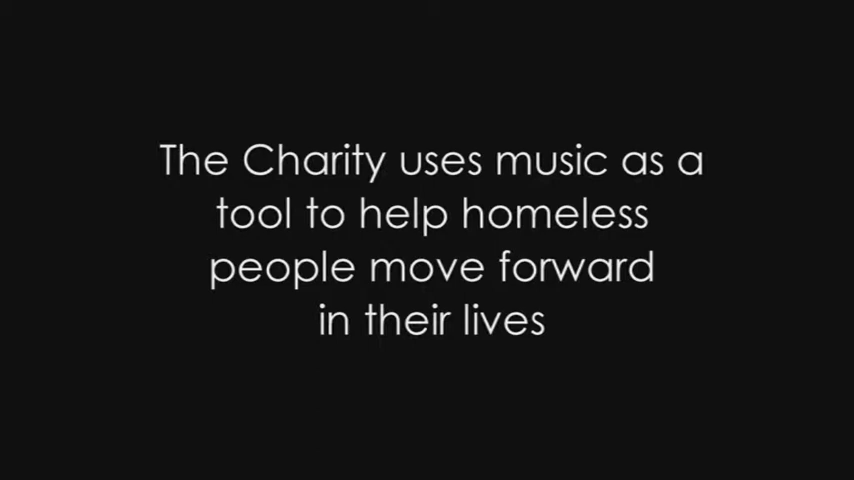 The Charity uses music as a
tool to help homeless
people move forward
in their lives